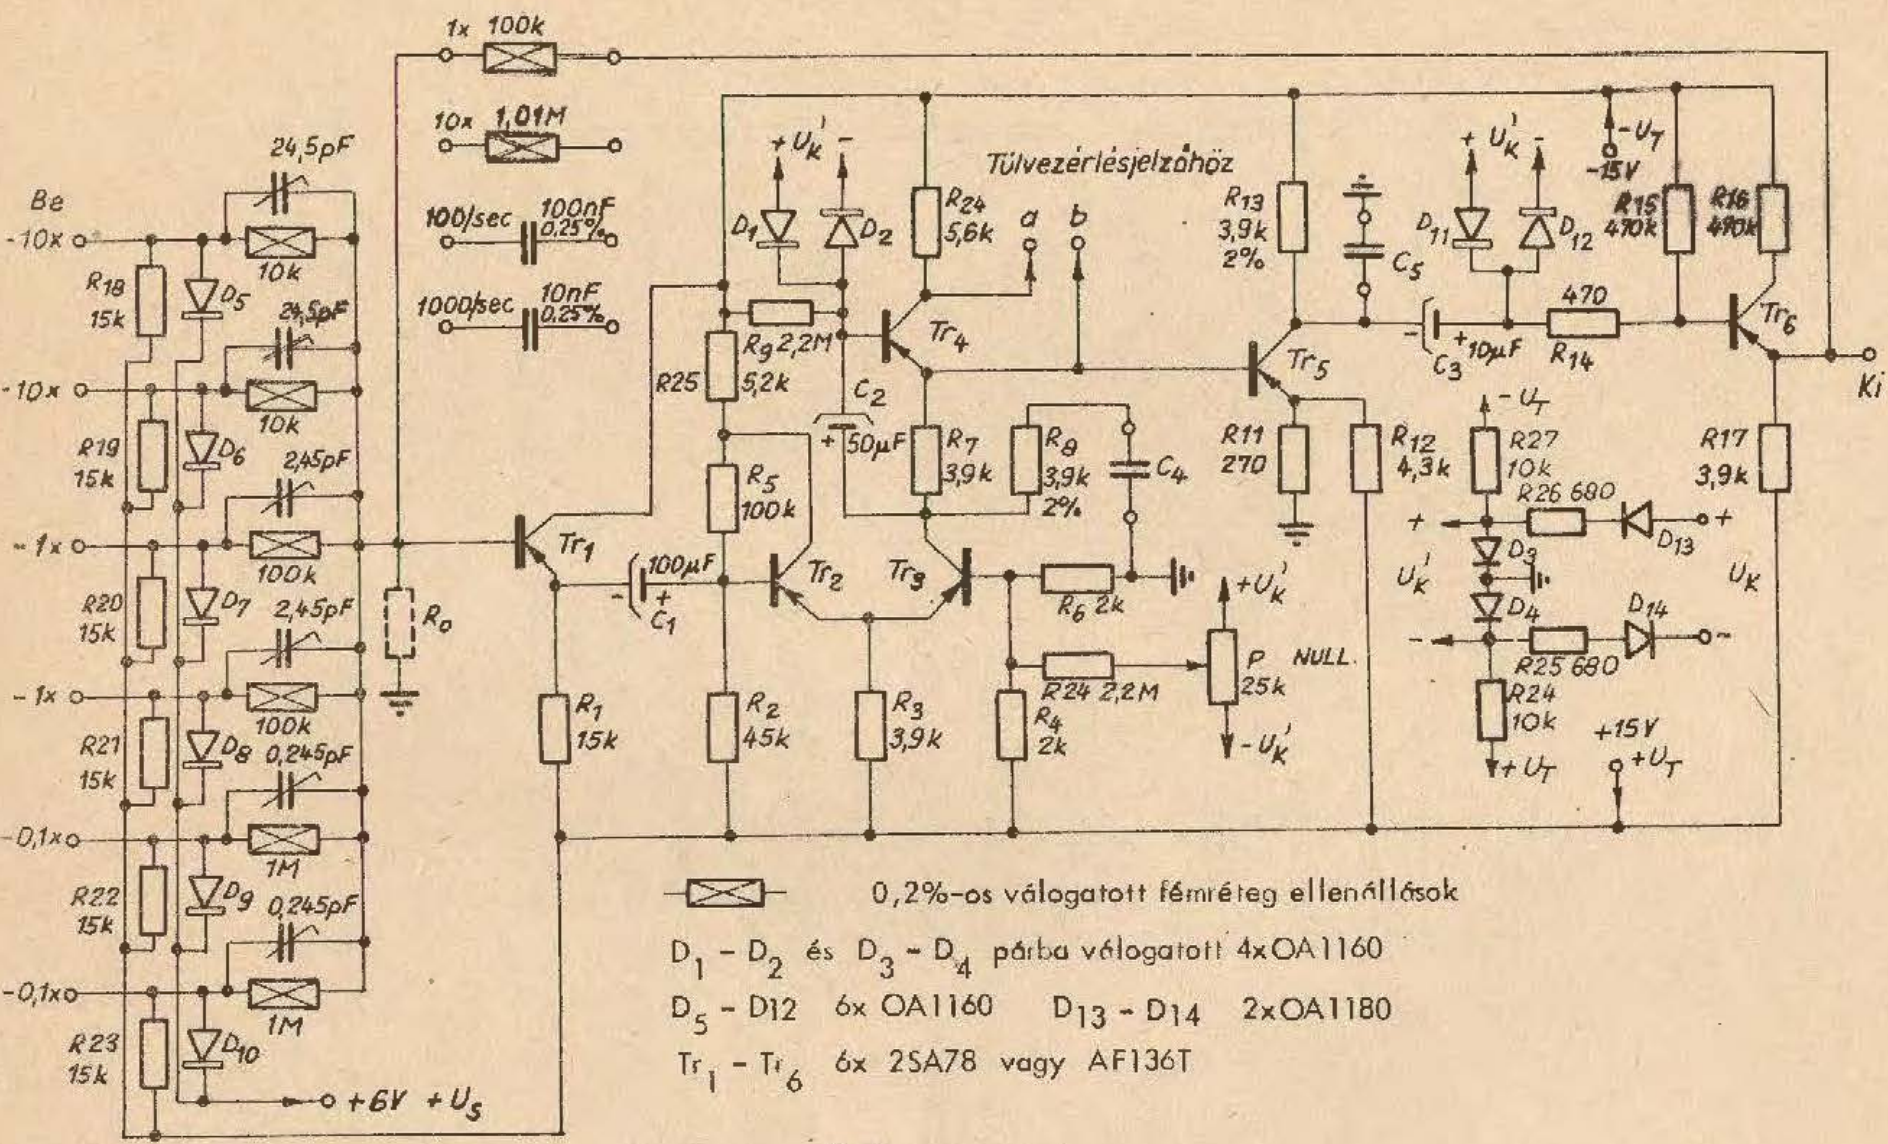 1x 100k
10x 1,01M
100/sec 100nF
0,25%
1000/sec 10nF
0,25%
Be
-10x
24,5pF
10k
R18
15k
D5
-10x
24,5pF
10k
R19
15k
D6
-1x
2,45pF
100k
R20
15k
D7
-1x
2,45pF
100k
R21
15k
D8
-0,1x
0,245pF
1M
R22
15k
D9
-0,1x
0,245pF
1M
R23
15k
D10
+6V +Us
R0
Tr1
R1
15k
100µF
- +
C1
+ UK' -
D1
D2
R9 2,2M
R25
5,2k
C2
+ 50µF
R5
100k
Tr2
R2
45k
R3
3,9k
Tr3
R24
5,6k
Tr4
R7
3,9k
R8
3,9k
2%
C4
R6 2k
R24 2,2M
R4
2k
+UK'
P NULL.
25k
-UK'
Túlvezérlésjelzőhöz
a b
R13
3,9k
2%
C5
Tr5
R11
270
R12
4,3k
- +10µF
C3
+ UK' -
D11
D12
470
R14
-UT
-15V
R15
470k
R16
470k
Tr6
Ki
R17
3,9k
-UT
R27
10k
R26 680
+
D13
+
D3
UK'
UK
D4
D14
-
-
R25 680
R24
10k
+UT
+15V
+UT
0,2%-os válogatott fémréteg ellenállások
D1 - D2 és D3 - D4 párba válogatott 4xOA1160
D5 - D12 6x OA1160 D13 - D14 2xOA1180
Tr1 - Tr6 6x 2SA78 vagy AF136T